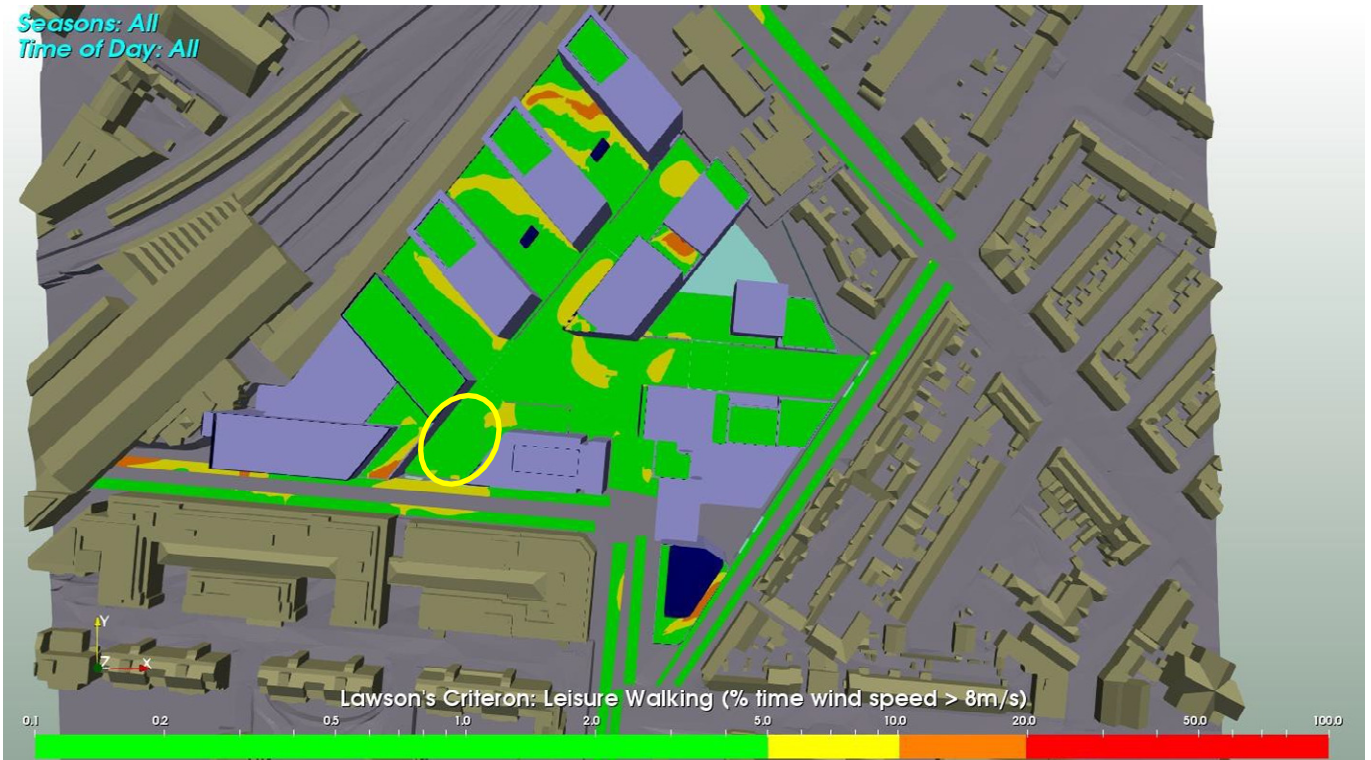 Seasons: All
Time of Day: All
Y
Z X
Lawson's Criteron: Leisure Walking (% time wind speed > 8m/s)
0.1 0.2 0.5 1.0 2.0 5.0 10.0 20.0 50.0 100.0